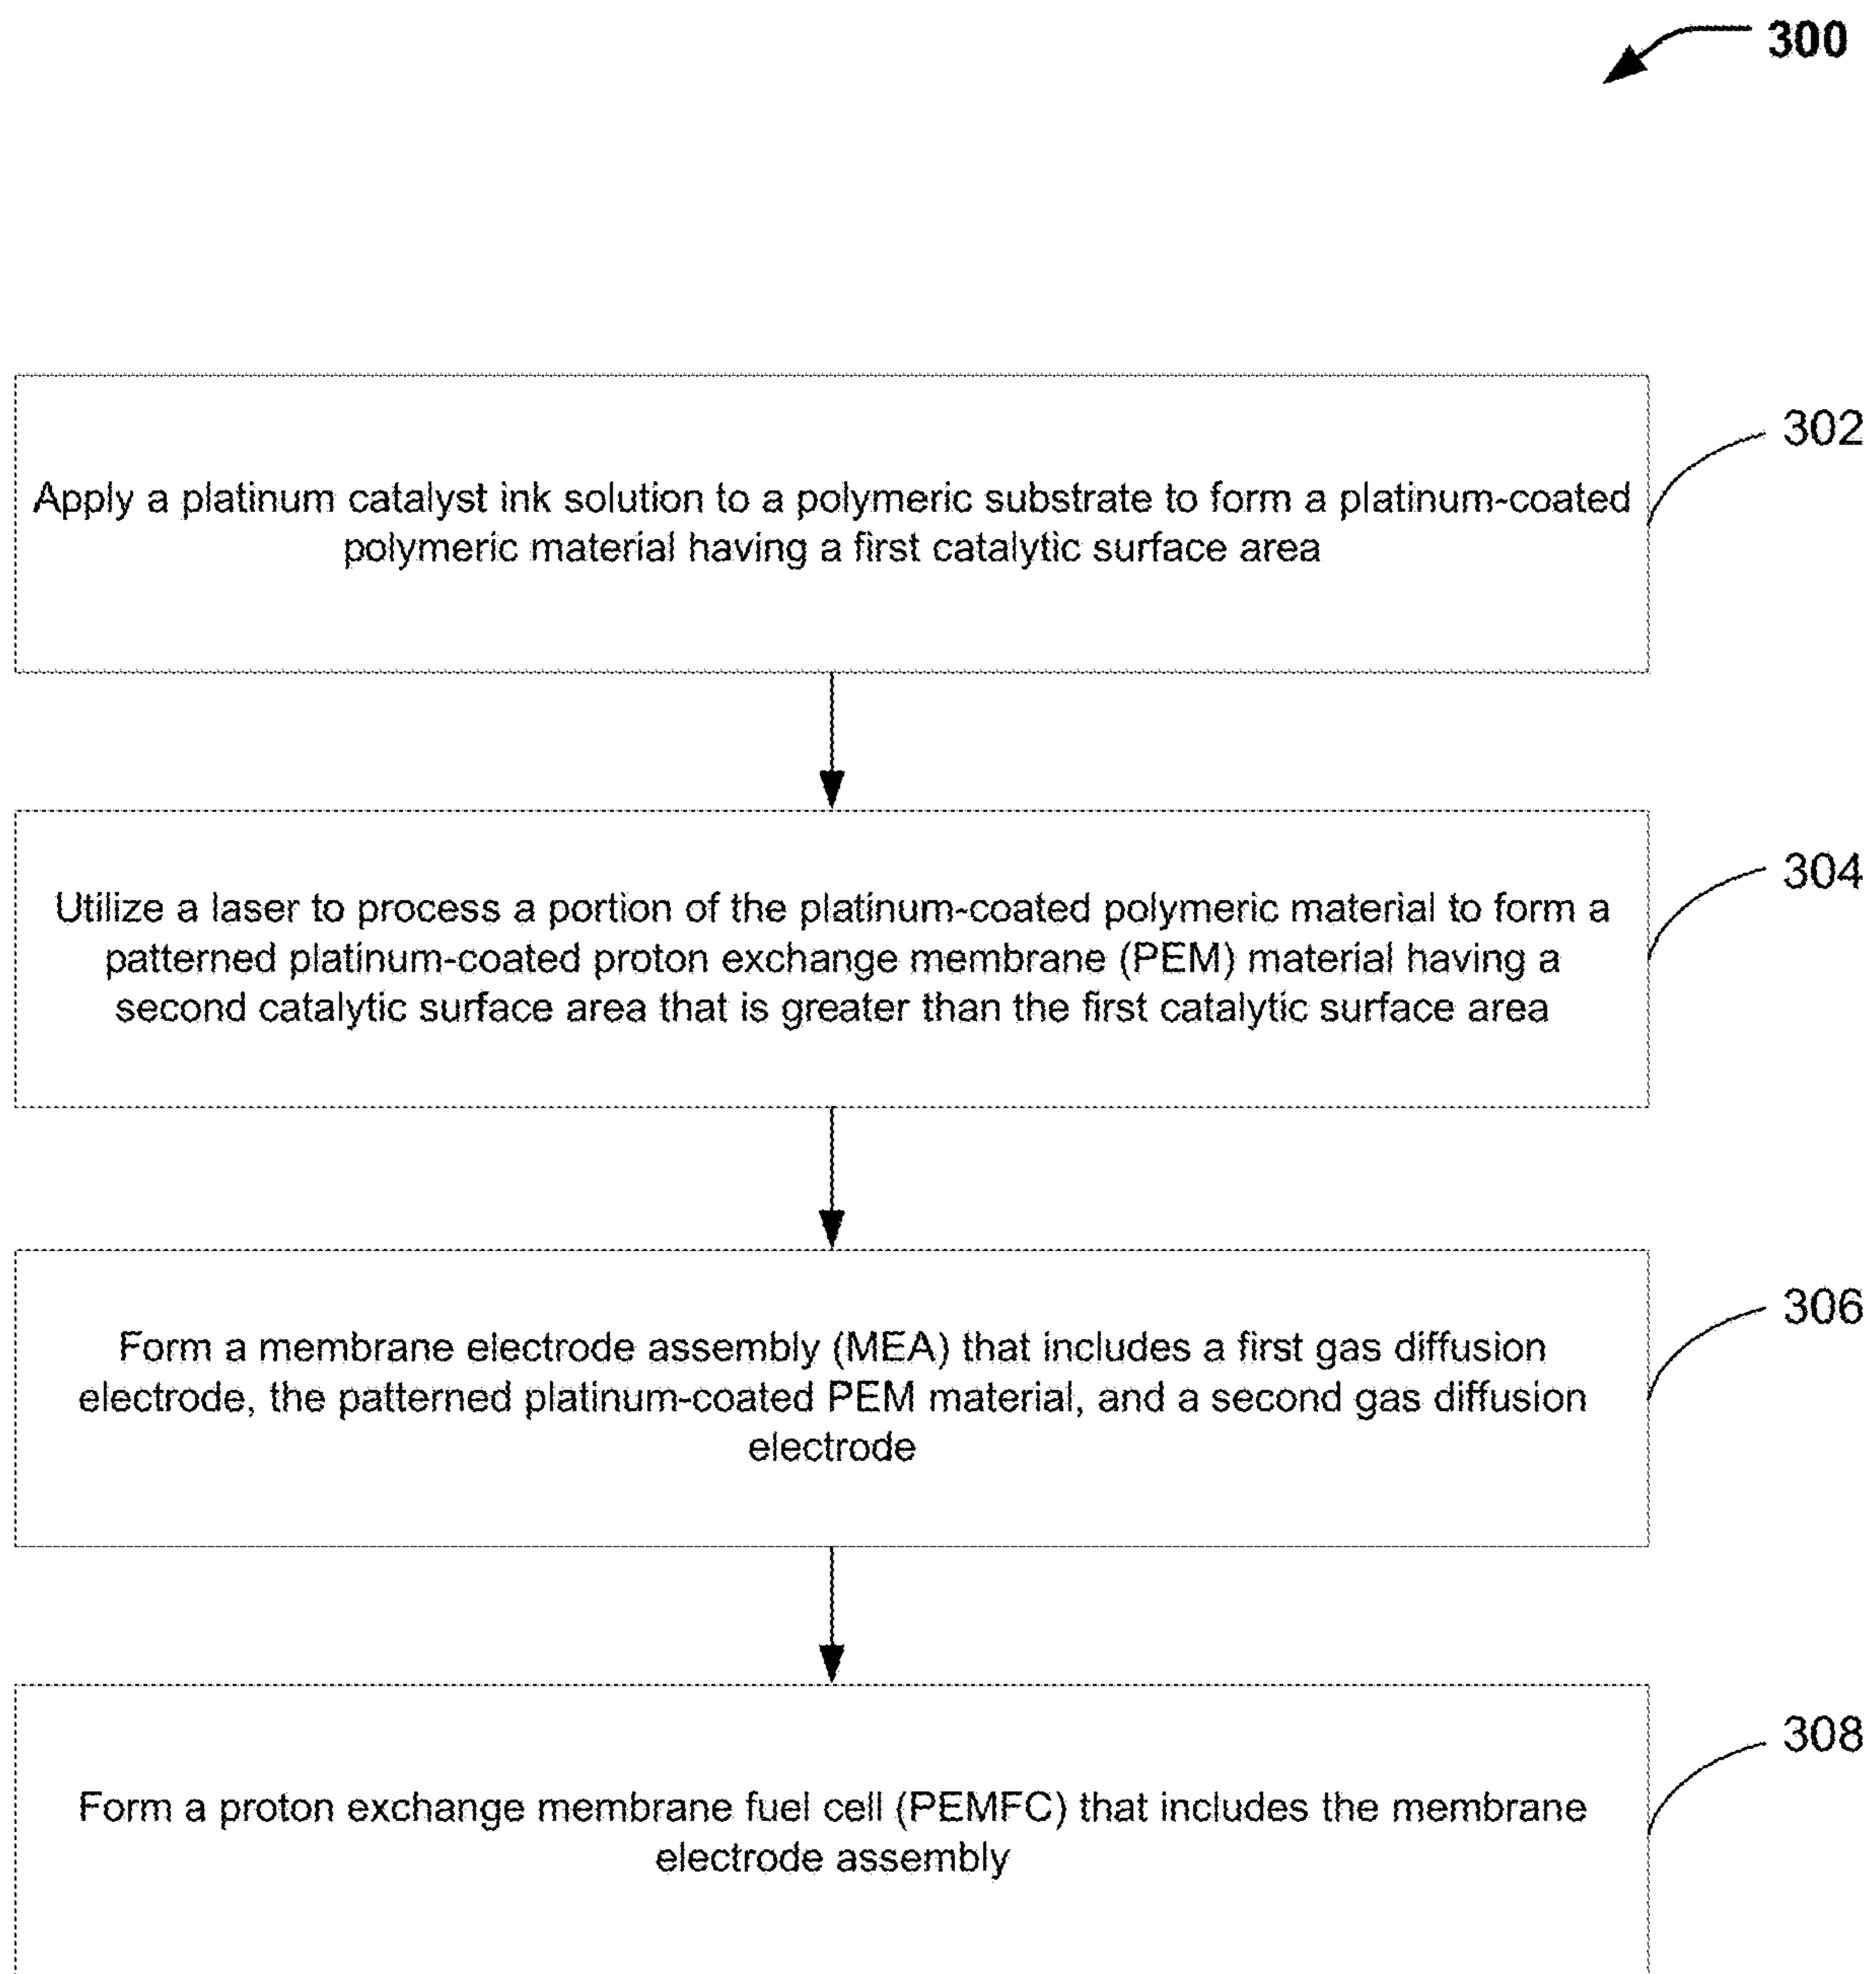 300
302
Apply a platinum catalyst ink solution to a polymeric substrate to form a platinum-coated
polymeric material having a first catalytic surface area
304
Utilize a laser to process a portion of the platinum-coated polymeric material to form a
patterned platinum-coated proton exchange membrane (PEM) material having a
second catalytic surface area that is greater than the first catalytic surface area
306
Form a membrane electrode assembly (MEA) that includes a first gas diffusion
electrode, the patterned platinum-coated PEM material, and a second gas diffusion
electrode
308
Form a proton exchange membrane fuel cell (PEMFC) that includes the membrane
electrode assembly